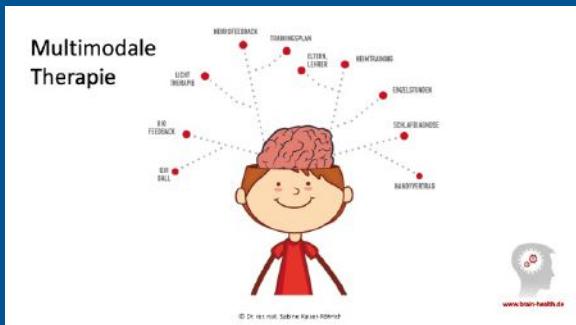 Multimodale
Therapie
NEUROFEEDBACK
TRAININGSPLAN
ELTERN,
LEHRER
HEIMTRAINING
LICHT
THERAPIE
EINZELSTUNDEN
BIO
FEEDBACK
SCHLAFDIAGNOSE
BALL
HANDYVERTRAG
www.brain-health.de